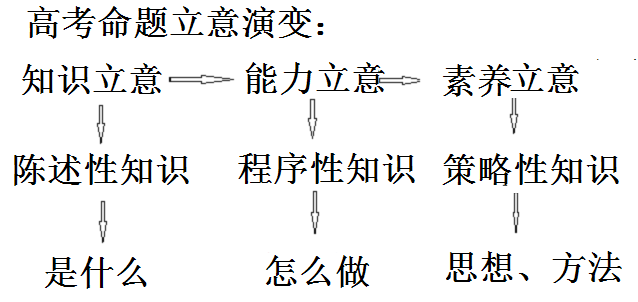 高考命题立意演变：
知识立意 能力立意 素养立意
陈述性知识 程序性知识 策略性知识
是什么 怎么做 思想、方法